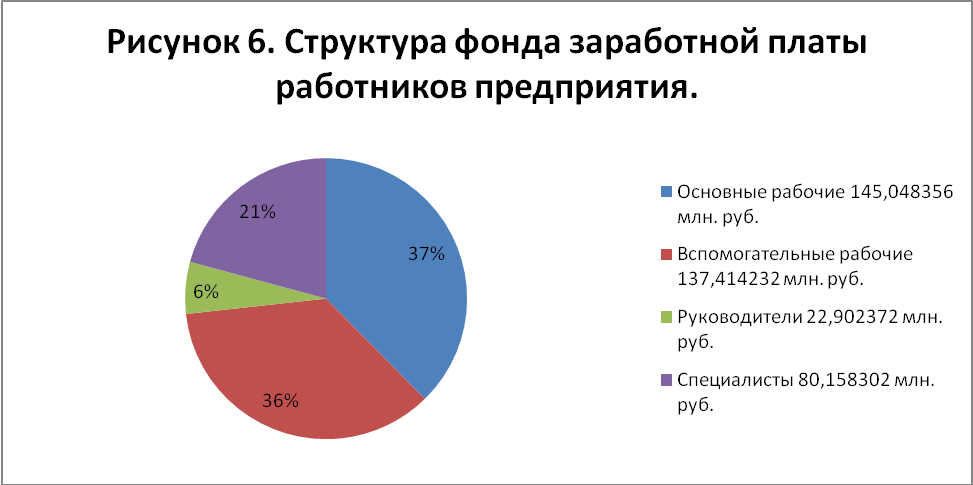 Рисунок 6. Структура фонда заработной платы
работников предприятия.
21%
37%
6%
36%
Основные рабочие 145,048356
млн. руб.
Вспомогательные рабочие
137,414232 млн. руб.
Руководители 22,902372 млн.
руб.
Специалисты 80,158302 млн.
руб.